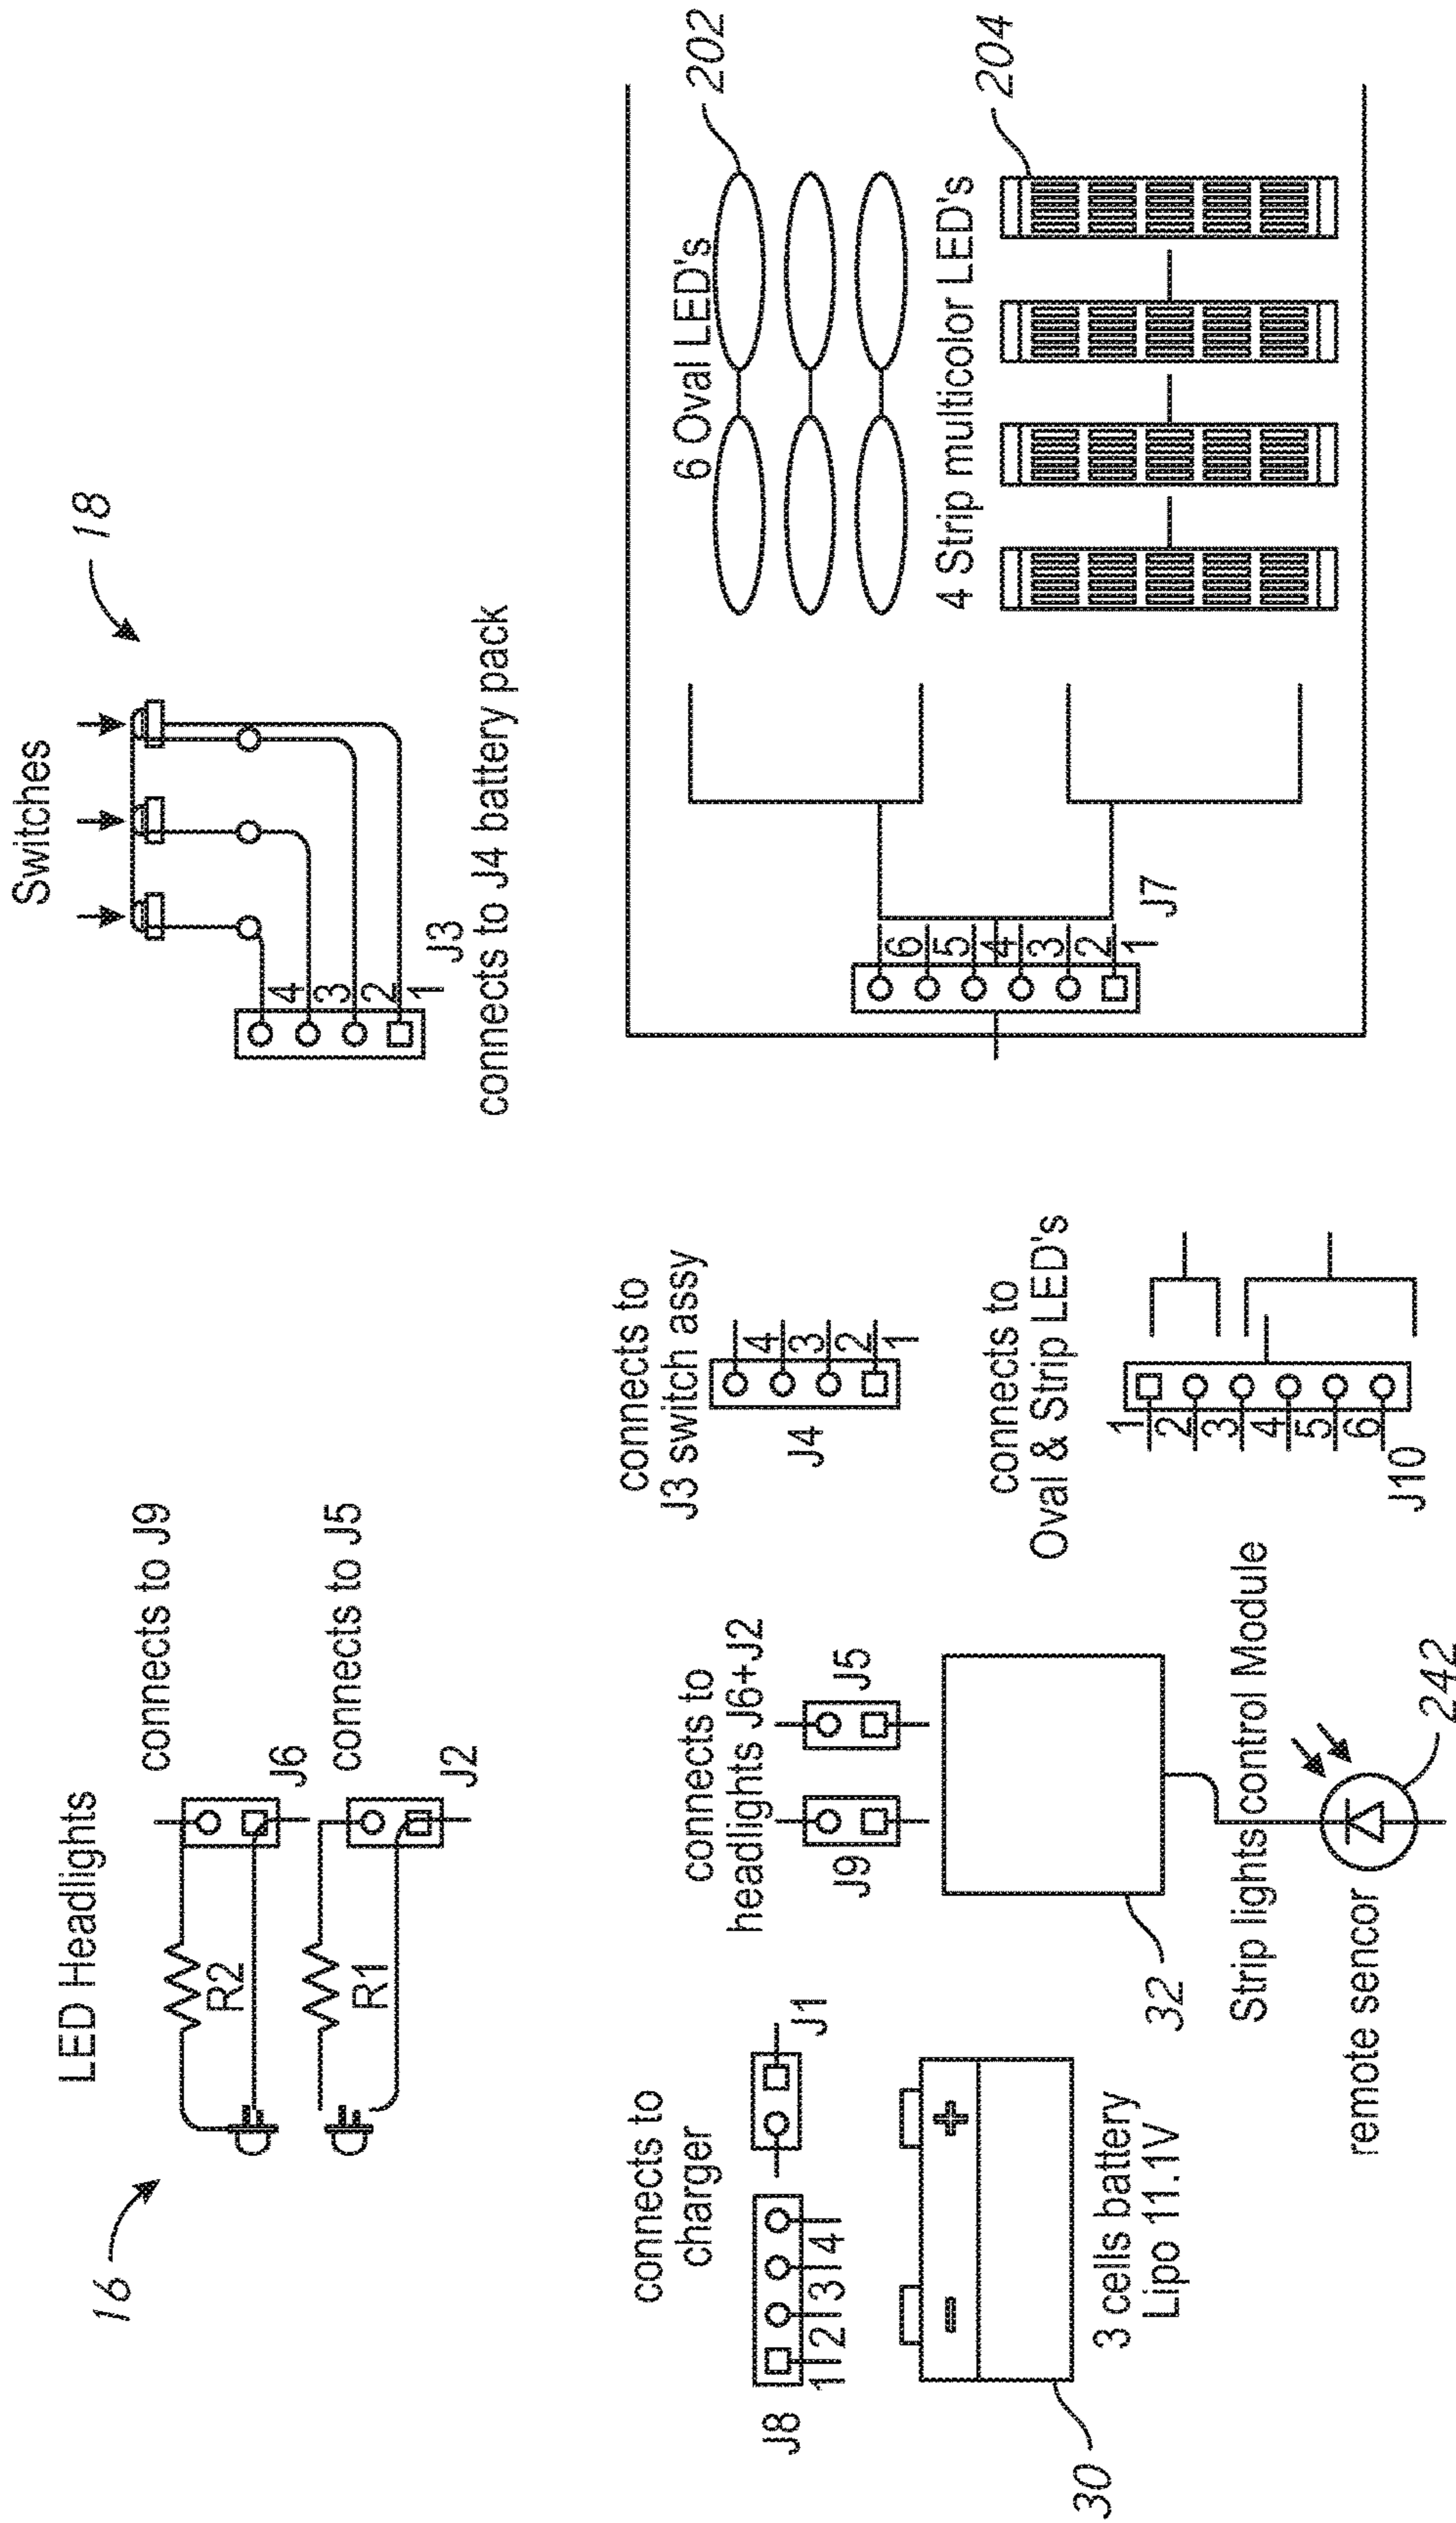 LED Headlights
16
R2
connects to J9
J6
R1
connects to J5
J2
Switches
18
4
3
2
1
J3
connects to J4 battery pack
connects to
charger
J8
1
2
3
4
J1
30
3 cells battery
Lipo 11.1V
connects to
headlights J6+J2
J9
J5
32
Strip lights control Module
remote sencor
242
connects to
J3 switch assy
4
3
2
1
J4
connects to
Oval & Strip LED's
1
2
3
4
5
6
J10
6
5
4
3
2
1
J7
6 Oval LED's
202
4 Strip multicolor LED's
204